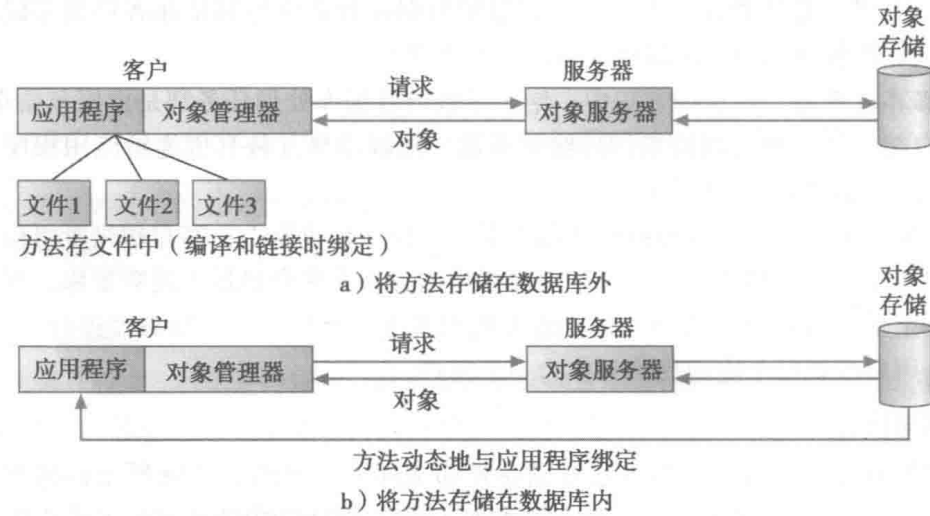 对象
存储
客户
服务器
应用程序
对象管理器
请求
对象
对象服务器
文件1
文件2
文件3
方法存文件中（编译和链接时绑定）
a）将方法存储在数据库外
对象
存储
客户
服务器
应用程序
对象管理器
请求
对象
对象服务器
方法动态地与应用程序绑定
b）将方法存储在数据库内